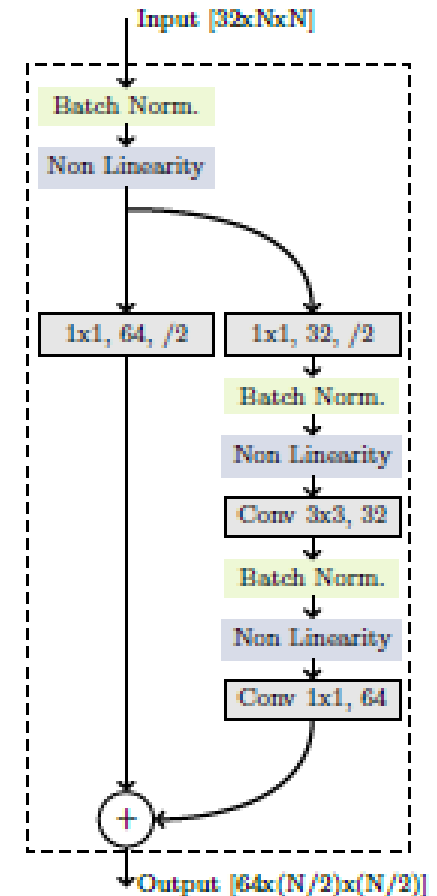 Input [32xNxN]
Batch Norm.
Non Linearity
1x1, 64, /2
1x1, 32, /2
Batch Norm.
Non Linearity
Conv 3x3, 32
Batch Norm.
Non Linearity
Conv 1x1, 64
+
Output [64x(N/2)x(N/2)]